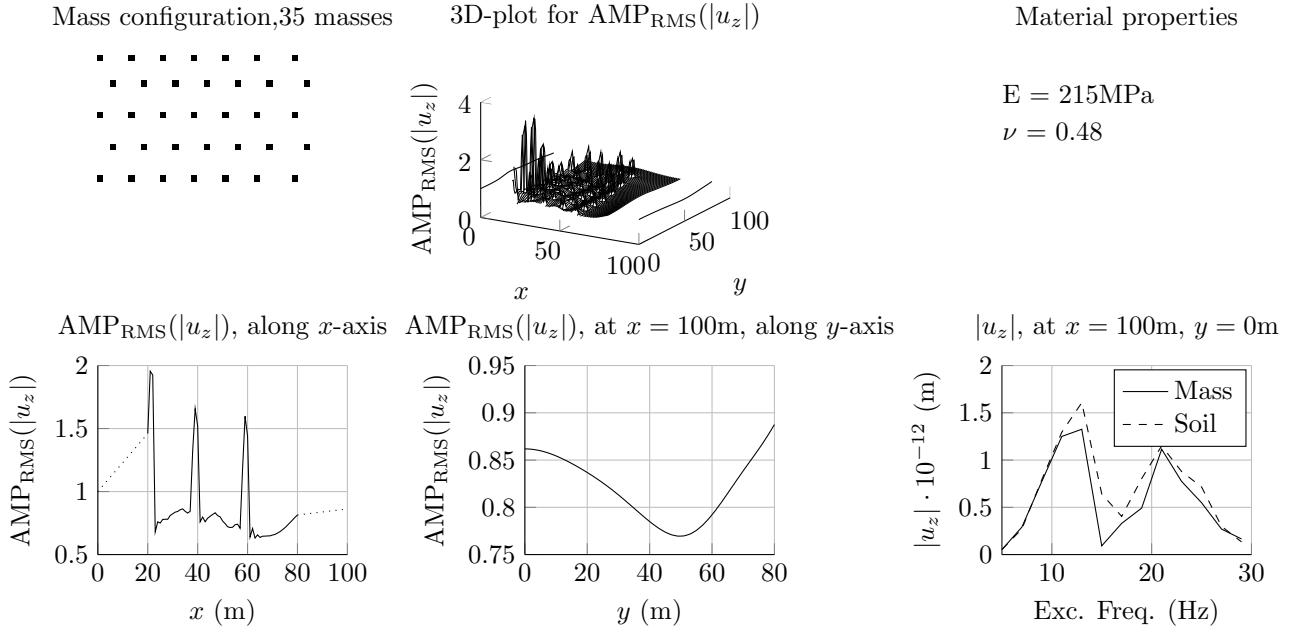 Mass configuration,35 masses
3D-plot for AMP_RMS(|u_z|)
Material properties
AMP_RMS(|u_z|)
4
2
0
0
50
100
x
0
50
100
y
E = 215MPa
ν = 0.48
AMP_RMS(|u_z|), along x-axis
AMP_RMS(|u_z|)
2
1.5
1
0.5
0 20 40 60 80 100
x (m)
AMP_RMS(|u_z|), at x = 100m, along y-axis
AMP_RMS(|u_z|)
0.95
0.9
0.85
0.8
0.75
0 20 40 60 80
y (m)
|u_z|, at x = 100m, y = 0m
|u_z| · 10^−12 (m)
2
1.5
1
0.5
0
10 20 30
Exc. Freq. (Hz)
Mass
Soil